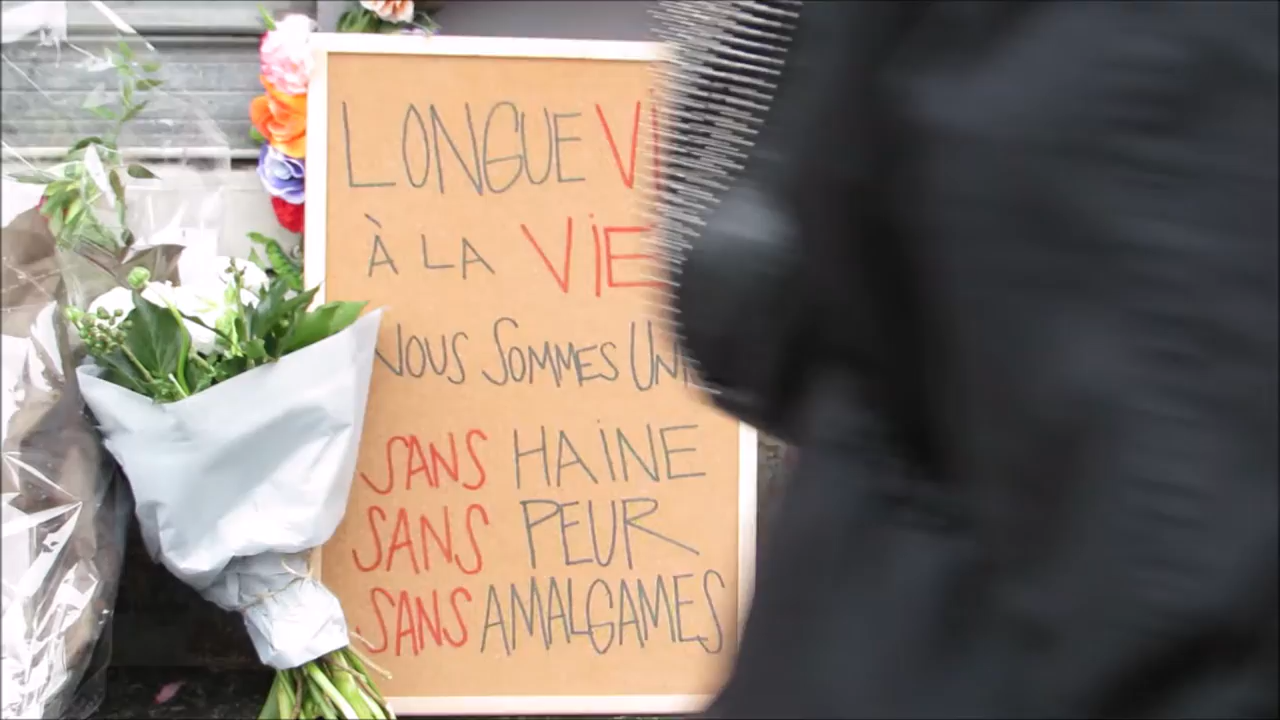 LONGUE
À LA VIE
NOUS SOMMES
SANS HAINE
SANS PEUR
SANS AMALGAMES